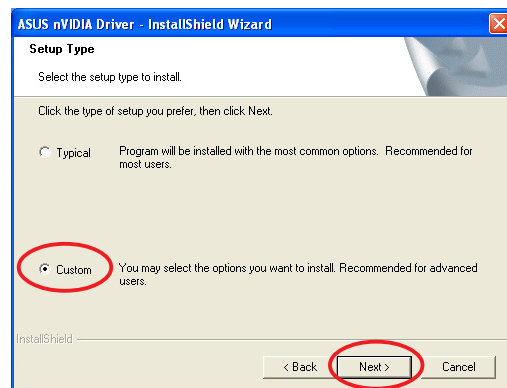 ASUS nVIDIA Driver - InstallShield Wizard
Setup Type
Select the setup type to install.
Click the type of setup you prefer, then click Next.
Typical
Program will be installed with the most common options. Recommended for
most users.
Custom
You may select the options you want to install. Recommended for advanced
users.
InstallShield
< Back
Next >
Cancel